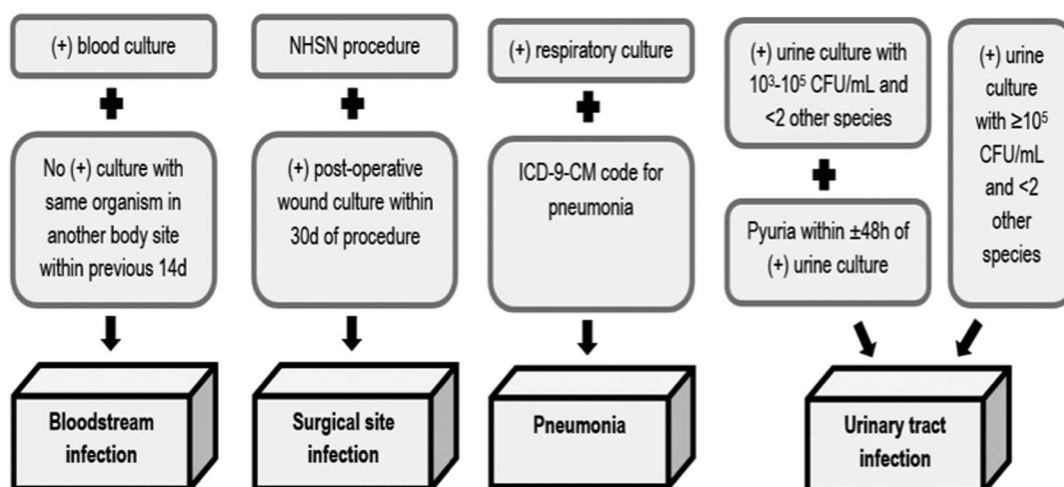 (+) blood culture
No (+) culture with
same organism in
another body site
within previous 14d
Bloodstream
infection
NHSN procedure
(+) post-operative
wound culture within
30d of procedure
Surgical site
infection
(+) respiratory culture
ICD-9-CM code for
pneumonia
Pneumonia
(+) urine culture with
10³-10⁵ CFU/mL and
<2 other species
Pyuria within ±48h of
(+) urine culture
(+) urine
culture
with ≥10⁵
CFU/mL
and <2
other
species
Urinary tract
infection